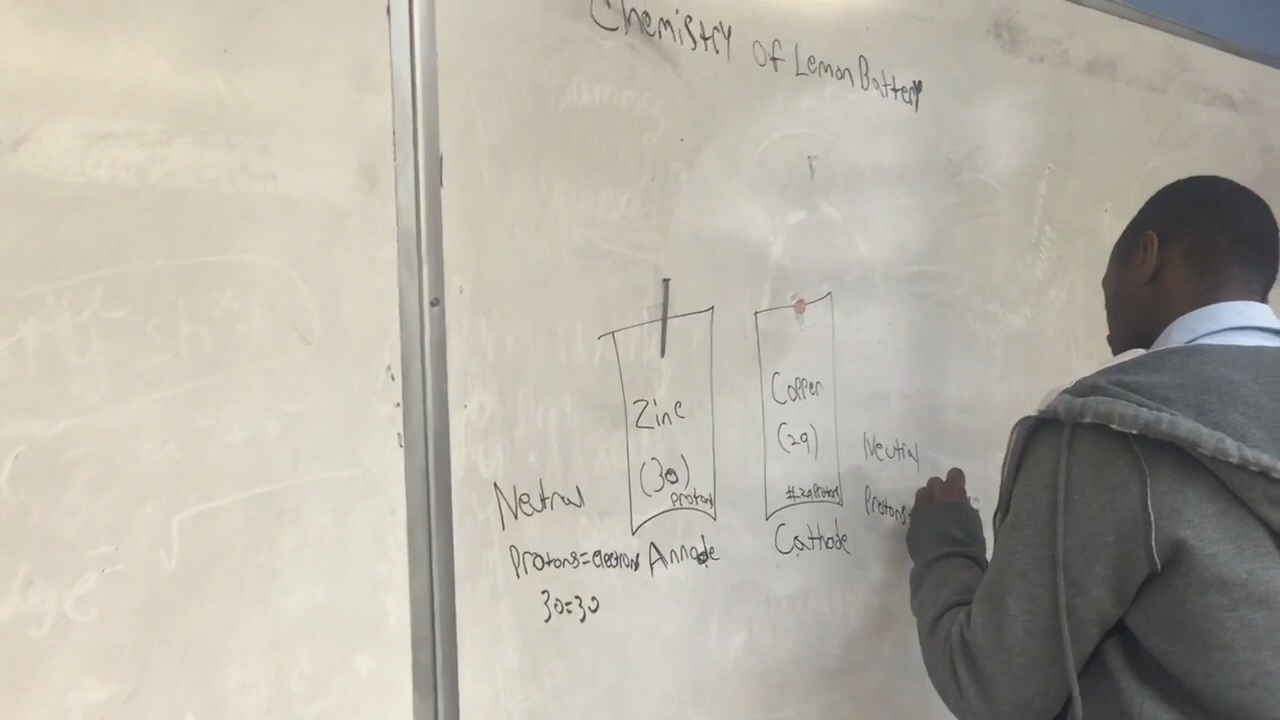 Chemistry of Lemon Battery
Zinc
(30)
protons
Annode
Copper
(29)
#29 Protons
Cathode
Neutral
Protons=electrons
30=30
Neutral
Protons=